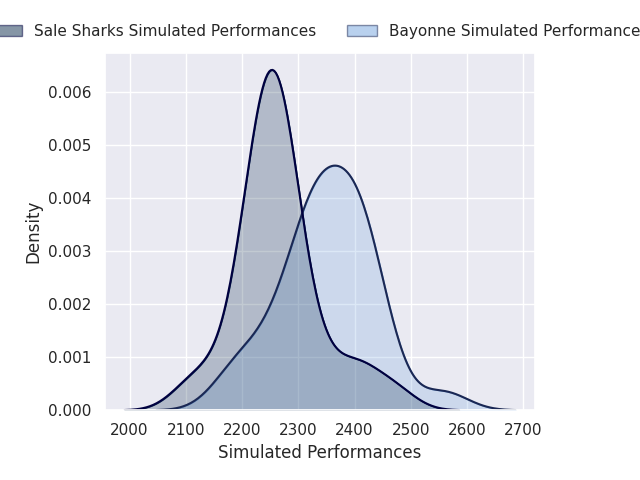 Sale Sharks Simulated Performances Bayonne Simulated Performance
0.006
0.005
0.004
0.003
0.002
0.001
0.000
Density
2000 2100 2200 2300 2400 2500 2600 2700
Simulated Performances